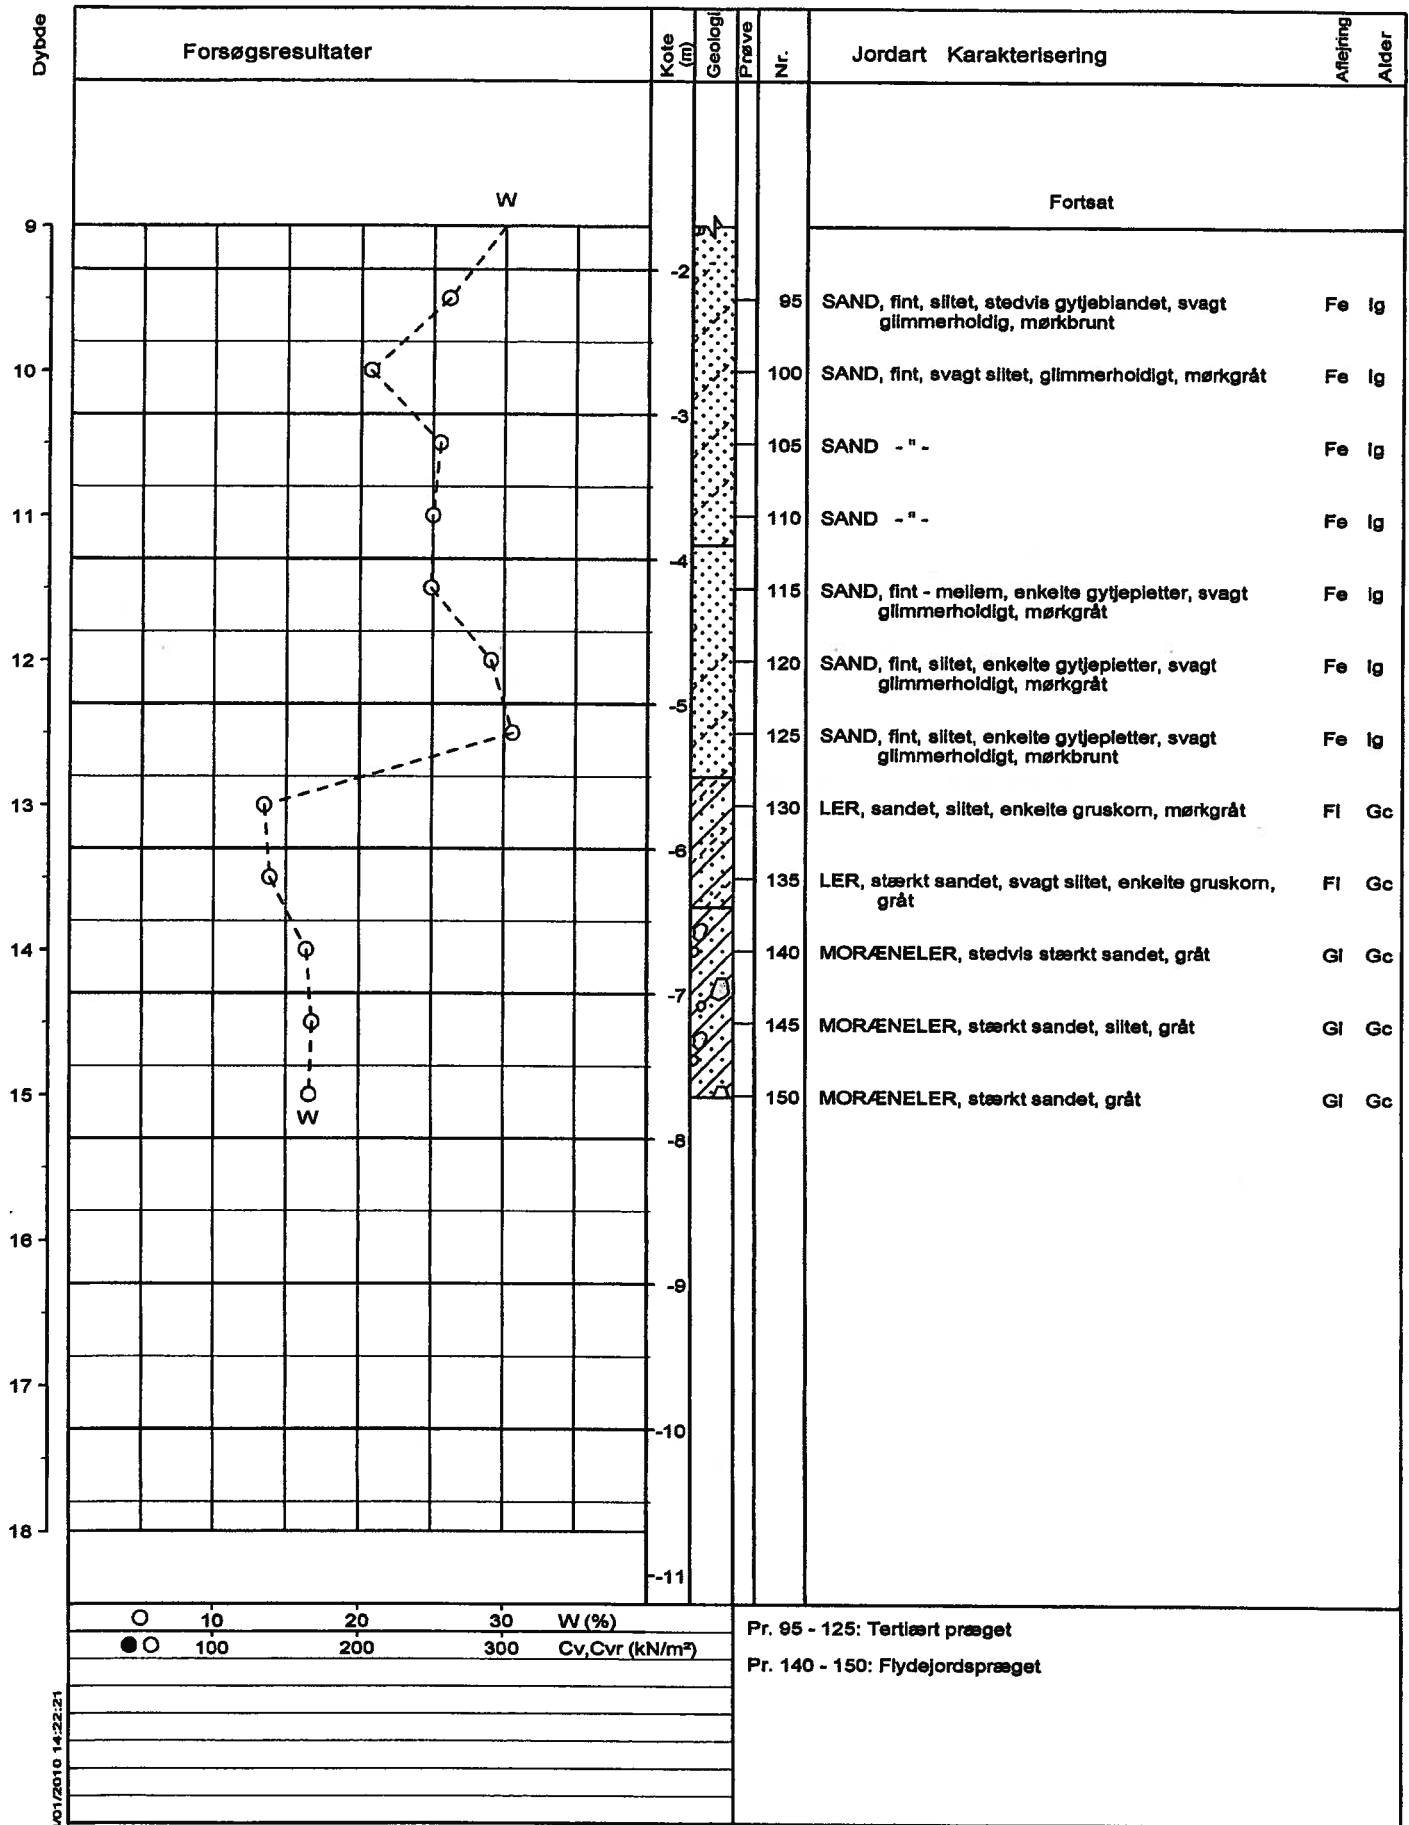 Dybde
Forsøgsresultater
Kote (m)
Geologi
Prøve
Nr.
Jordart Karakterisering
Aflejring
Alder
W
Fortsat
9
-2
95 SAND, fint, siltet, stedvis gytjeblandet, svagt Fe Ig
glimmerholdig, mørkbrunt
10
100 SAND, fint, svagt siltet, glimmerholdigt, mørkgråt Fe Ig
-3
105 SAND - " - Fe Ig
11
110 SAND - " - Fe Ig
-4
115 SAND, fint - mellem, enkelte gytjepletter, svagt Fe Ig
glimmerholdigt, mørkgråt
12
120 SAND, fint, siltet, enkelte gytjepletter, svagt Fe Ig
glimmerholdigt, mørkgråt
-5
125 SAND, fint, siltet, enkelte gytjepletter, svagt Fe Ig
glimmerholdigt, mørkbrunt
13
130 LER, sandet, siltet, enkelte gruskorn, mørkgråt Fl Gc
-6
135 LER, stærkt sandet, svagt siltet, enkelte gruskorn, Fl Gc
gråt
14
140 MORÆNELER, stedvis stærkt sandet, gråt Gl Gc
-7
145 MORÆNELER, stærkt sandet, siltet, gråt Gl Gc
15
150 MORÆNELER, stærkt sandet, gråt Gl Gc
W
-8
16
-9
17
-10
18
-11
10 20 30 W (%)
100 200 300 Cv,Cvr (kN/m²)
Pr. 95 - 125: Tertiært præget
Pr. 140 - 150: Flydejordspræget
/01/2010 14:22:21